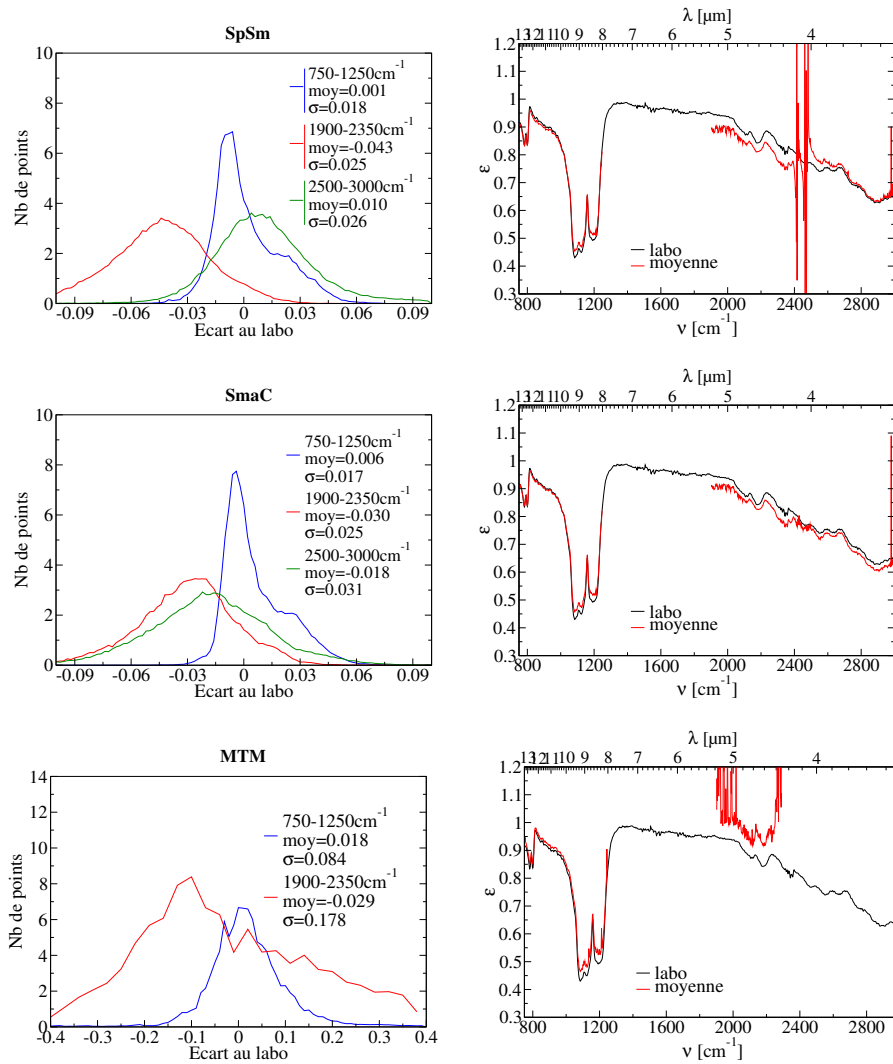 SpSm
10
8
6
4
2
0
Nb de points
-0.09
-0.03
0.03
0.09
Ecart au labo
750-1250cm⁻¹
moy=0.001
σ=0.018
1900-2350cm⁻¹
moy=-0.043
σ=0.025
2500-3000cm⁻¹
moy=0.010
σ=0.026
λ [µm]
13 12 11 10 9 8 7 6 5 4
1.2
1.1
1
0.9
0.8
0.7
0.6
0.5
0.4
0.3
ε
labo
moyenne
800 1200 1600 2000 2400 2800
ν [cm⁻¹]
SmaC
10
8
6
4
2
0
Nb de points
-0.09
-0.03
0.03
0.09
Ecart au labo
750-1250cm⁻¹
moy=0.006
σ=0.017
1900-2350cm⁻¹
moy=-0.030
σ=0.025
2500-3000cm⁻¹
moy=-0.018
σ=0.031
λ [µm]
13 12 11 10 9 8 7 6 5 4
1.2
1.1
1
0.9
0.8
0.7
0.6
0.5
0.4
0.3
ε
labo
moyenne
800 1200 1600 2000 2400 2800
ν [cm⁻¹]
MTM
14
12
10
8
6
4
2
0
Nb de points
-0.4 -0.3 -0.2 -0.1 0 0.1 0.2 0.3 0.4
Ecart au labo
750-1250cm⁻¹
moy=0.018
σ=0.084
1900-2350cm⁻¹
moy=-0.029
σ=0.178
λ [µm]
13 12 11 10 9 8 7 6 5 4
1.2
1.1
1
0.9
0.8
0.7
0.6
0.5
0.4
0.3
ε
labo
moyenne
800 1200 1600 2000 2400 2800
ν [cm⁻¹]